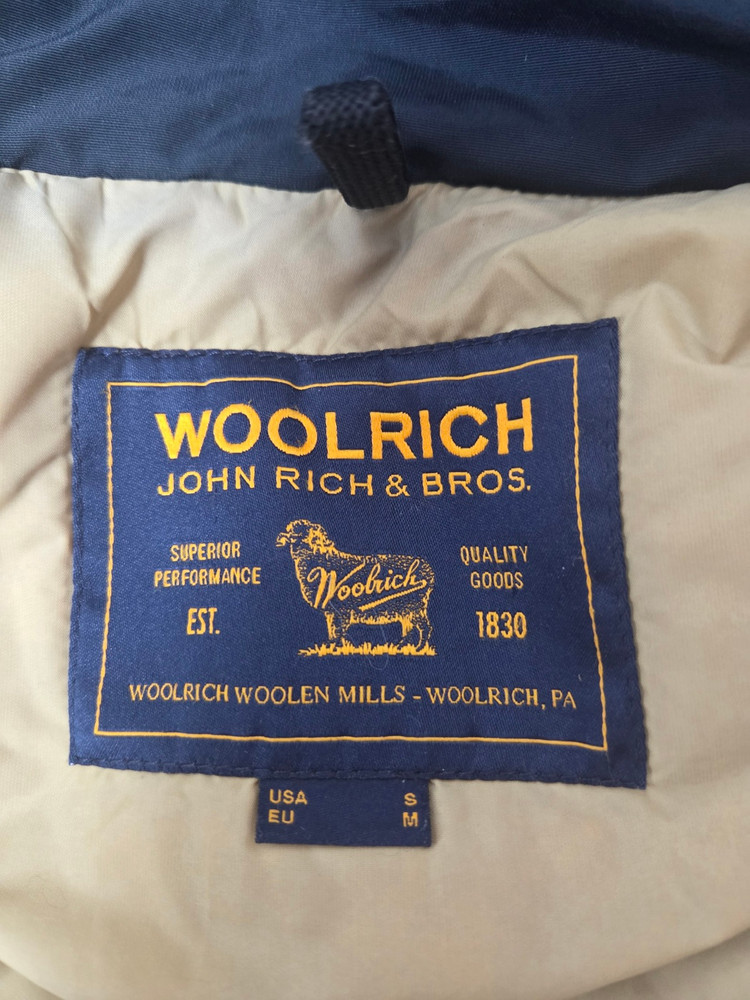 WOOLRICH
JOHN RICH & BROS.
SUPERIOR
PERFORMANCE
EST.
Woolrich
QUALITY
GOODS
1830
WOOLRICH WOOLEN MILLS - WOOLRICH, PA
USA S
EU M